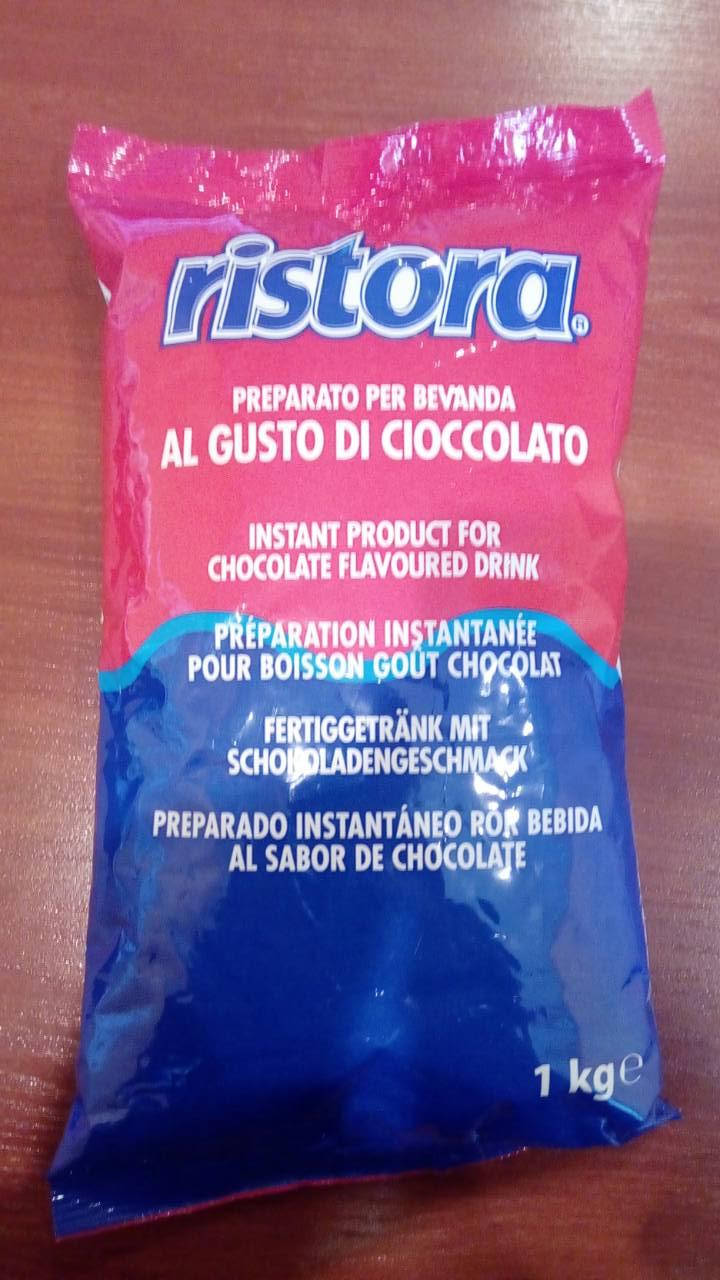 ristora®
PREPARATO PER BEVANDA
AL GUSTO DI CIOCCOLATO
INSTANT PRODUCT FOR
CHOCOLATE FLAVOURED DRINK
PRÉPARATION INSTANTANÉE
POUR BOISSON GOÛT CHOCOLAT
FERTIGGETRÄNK MIT
SCHOKOLADENGESCHMACK
PREPARADO INSTANTÁNEO POR BEBIDA
AL SABOR DE CHOCOLATE
1 kg e